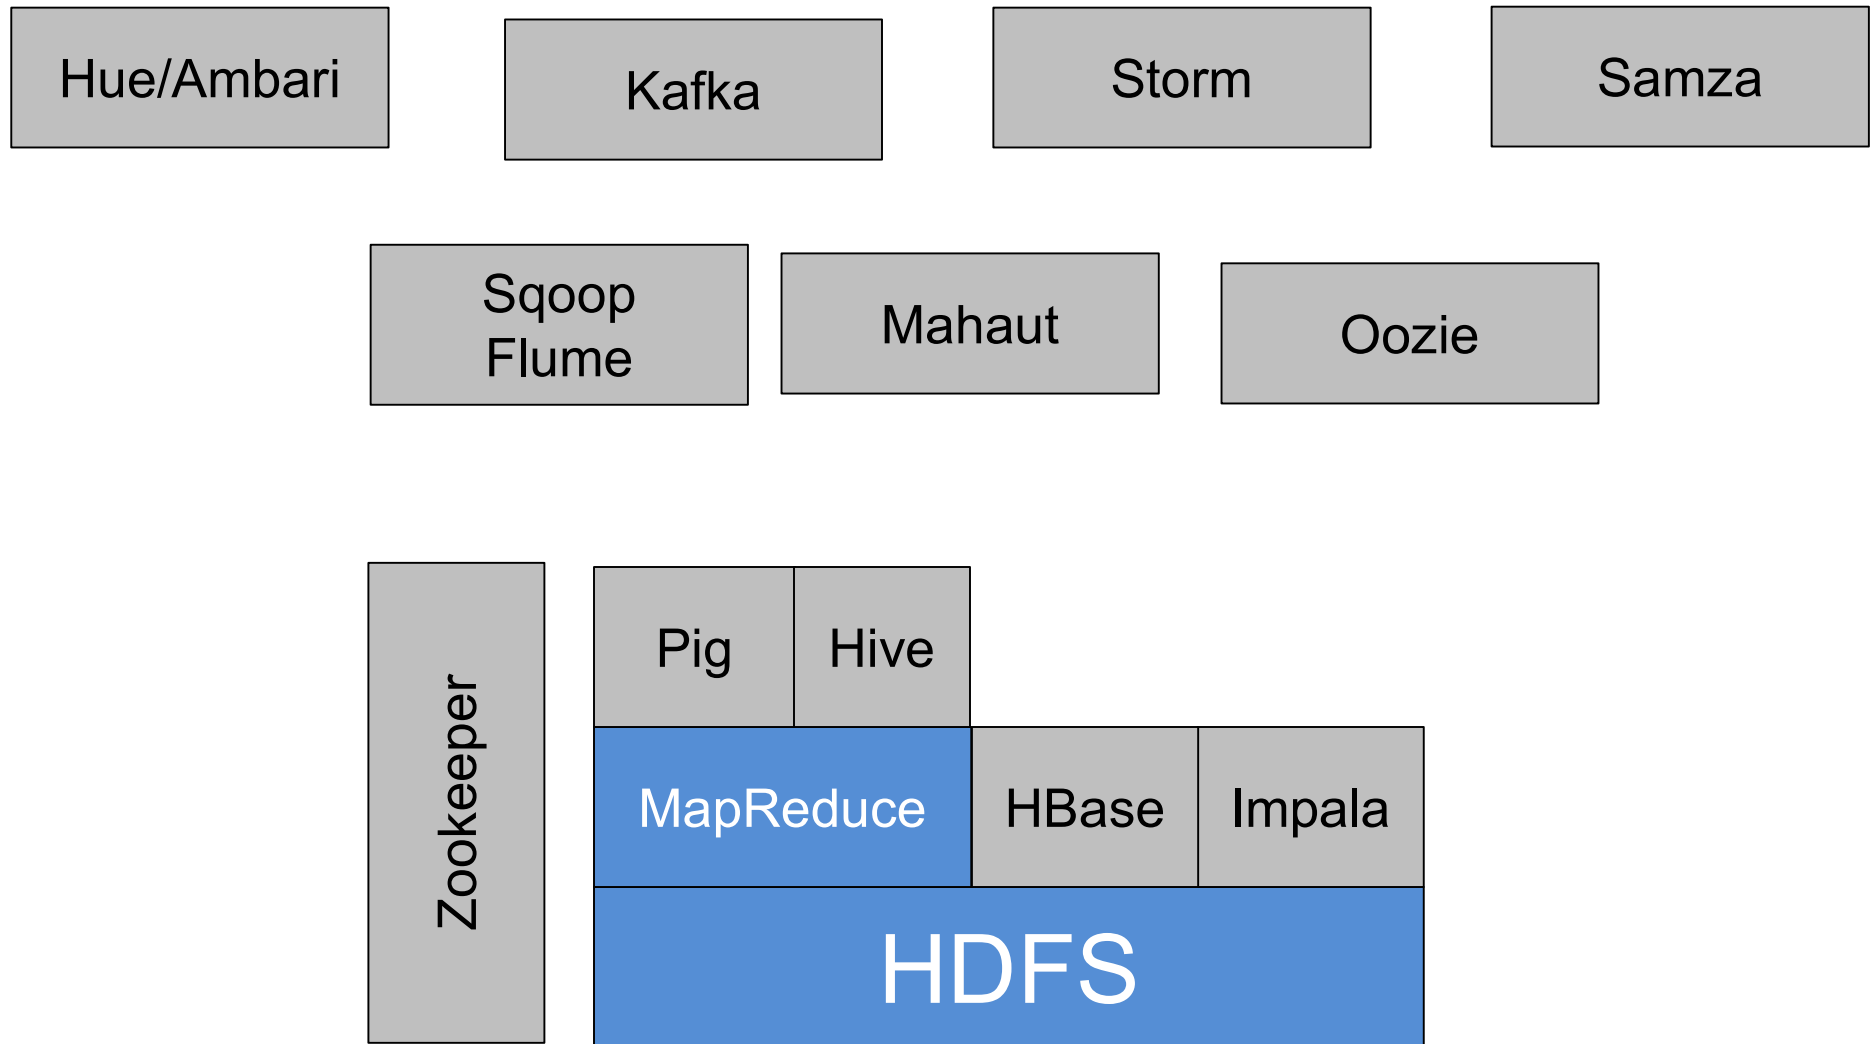 Hue/Ambari
Kafka
Storm
Samza
Sqoop
Flume
Mahaut
Oozie
Zookeeper
Pig
Hive
MapReduce
HBase
Impala
HDFS